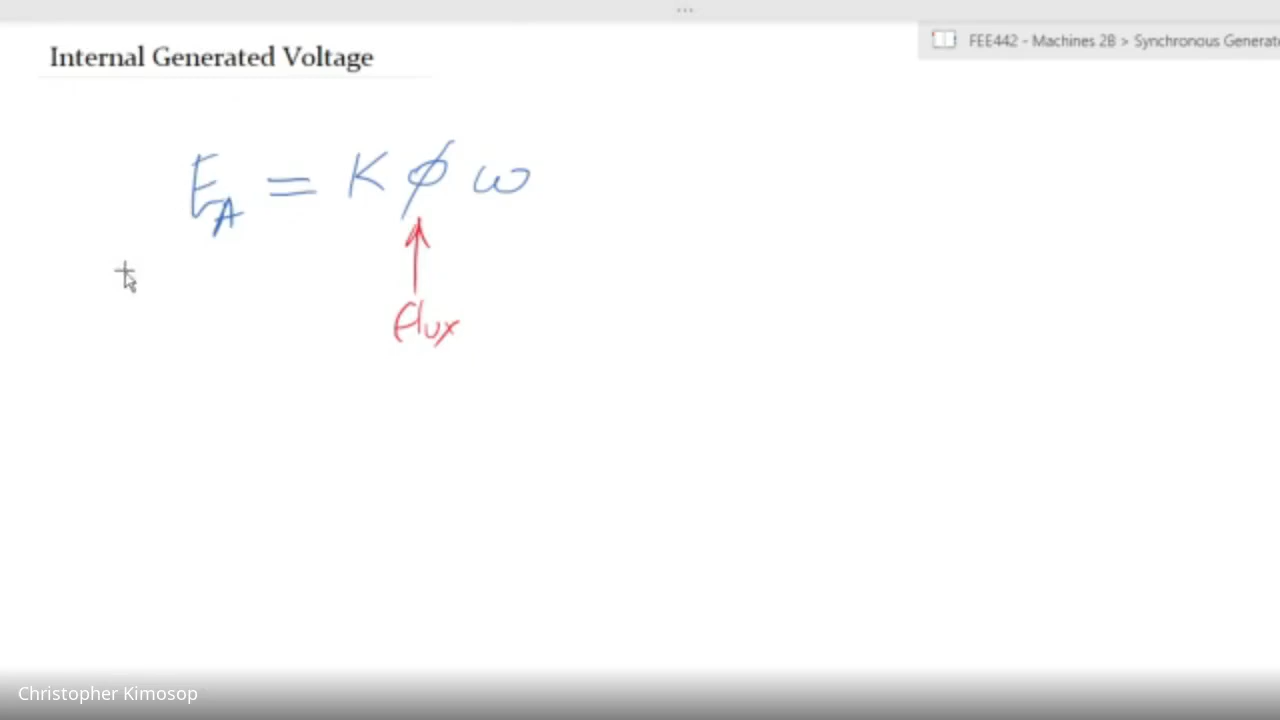 FEE442 - Machines 2B > Synchronous Generat
Internal Generated Voltage
E_A = K ϕ ω
flux
Christopher Kimosop